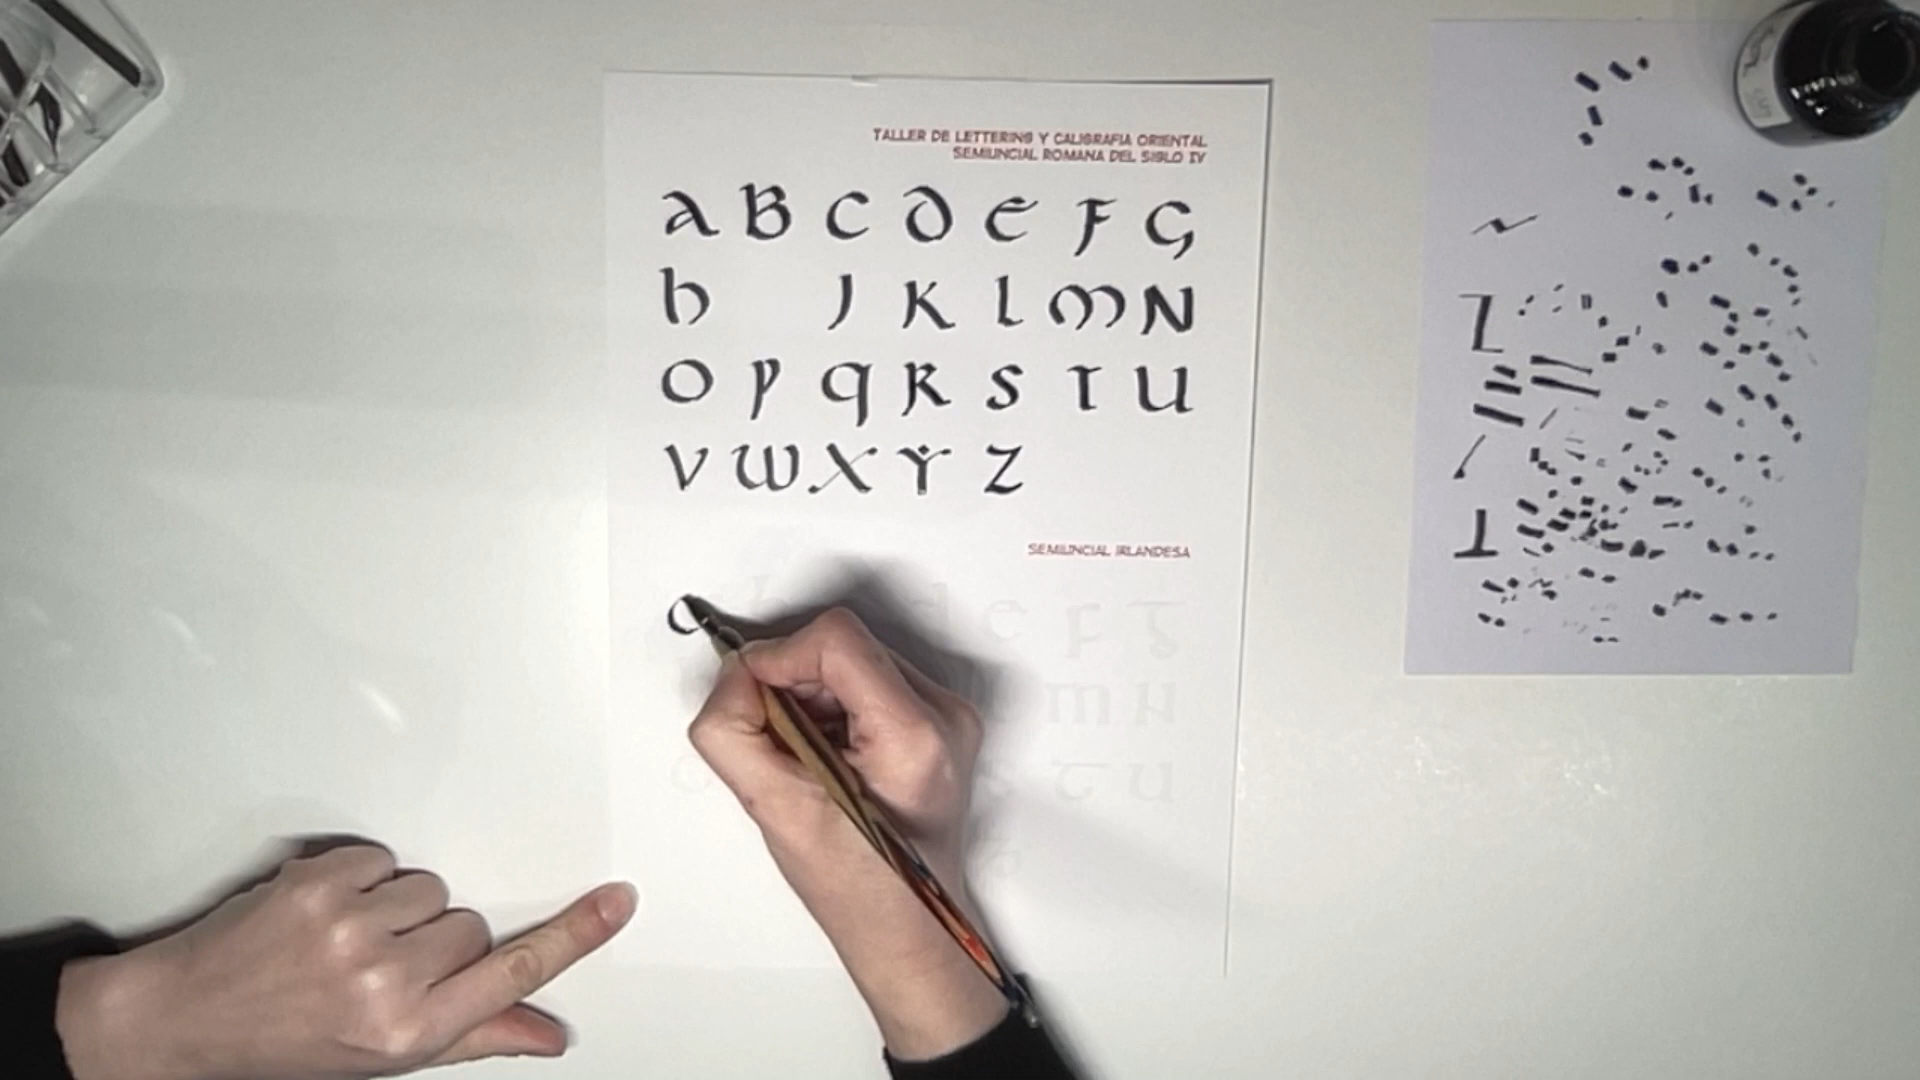 TALLER DE LETTERING Y CALIGRAFIA ORIENTAL
SEMIUNCIAL ROMANA DEL SIGLO IV
a B C D E F G
h J K L M N
O P q R S T U
V W X Y Z
SEMIUNCIAL IRLANDESA
d e F
m N
T U